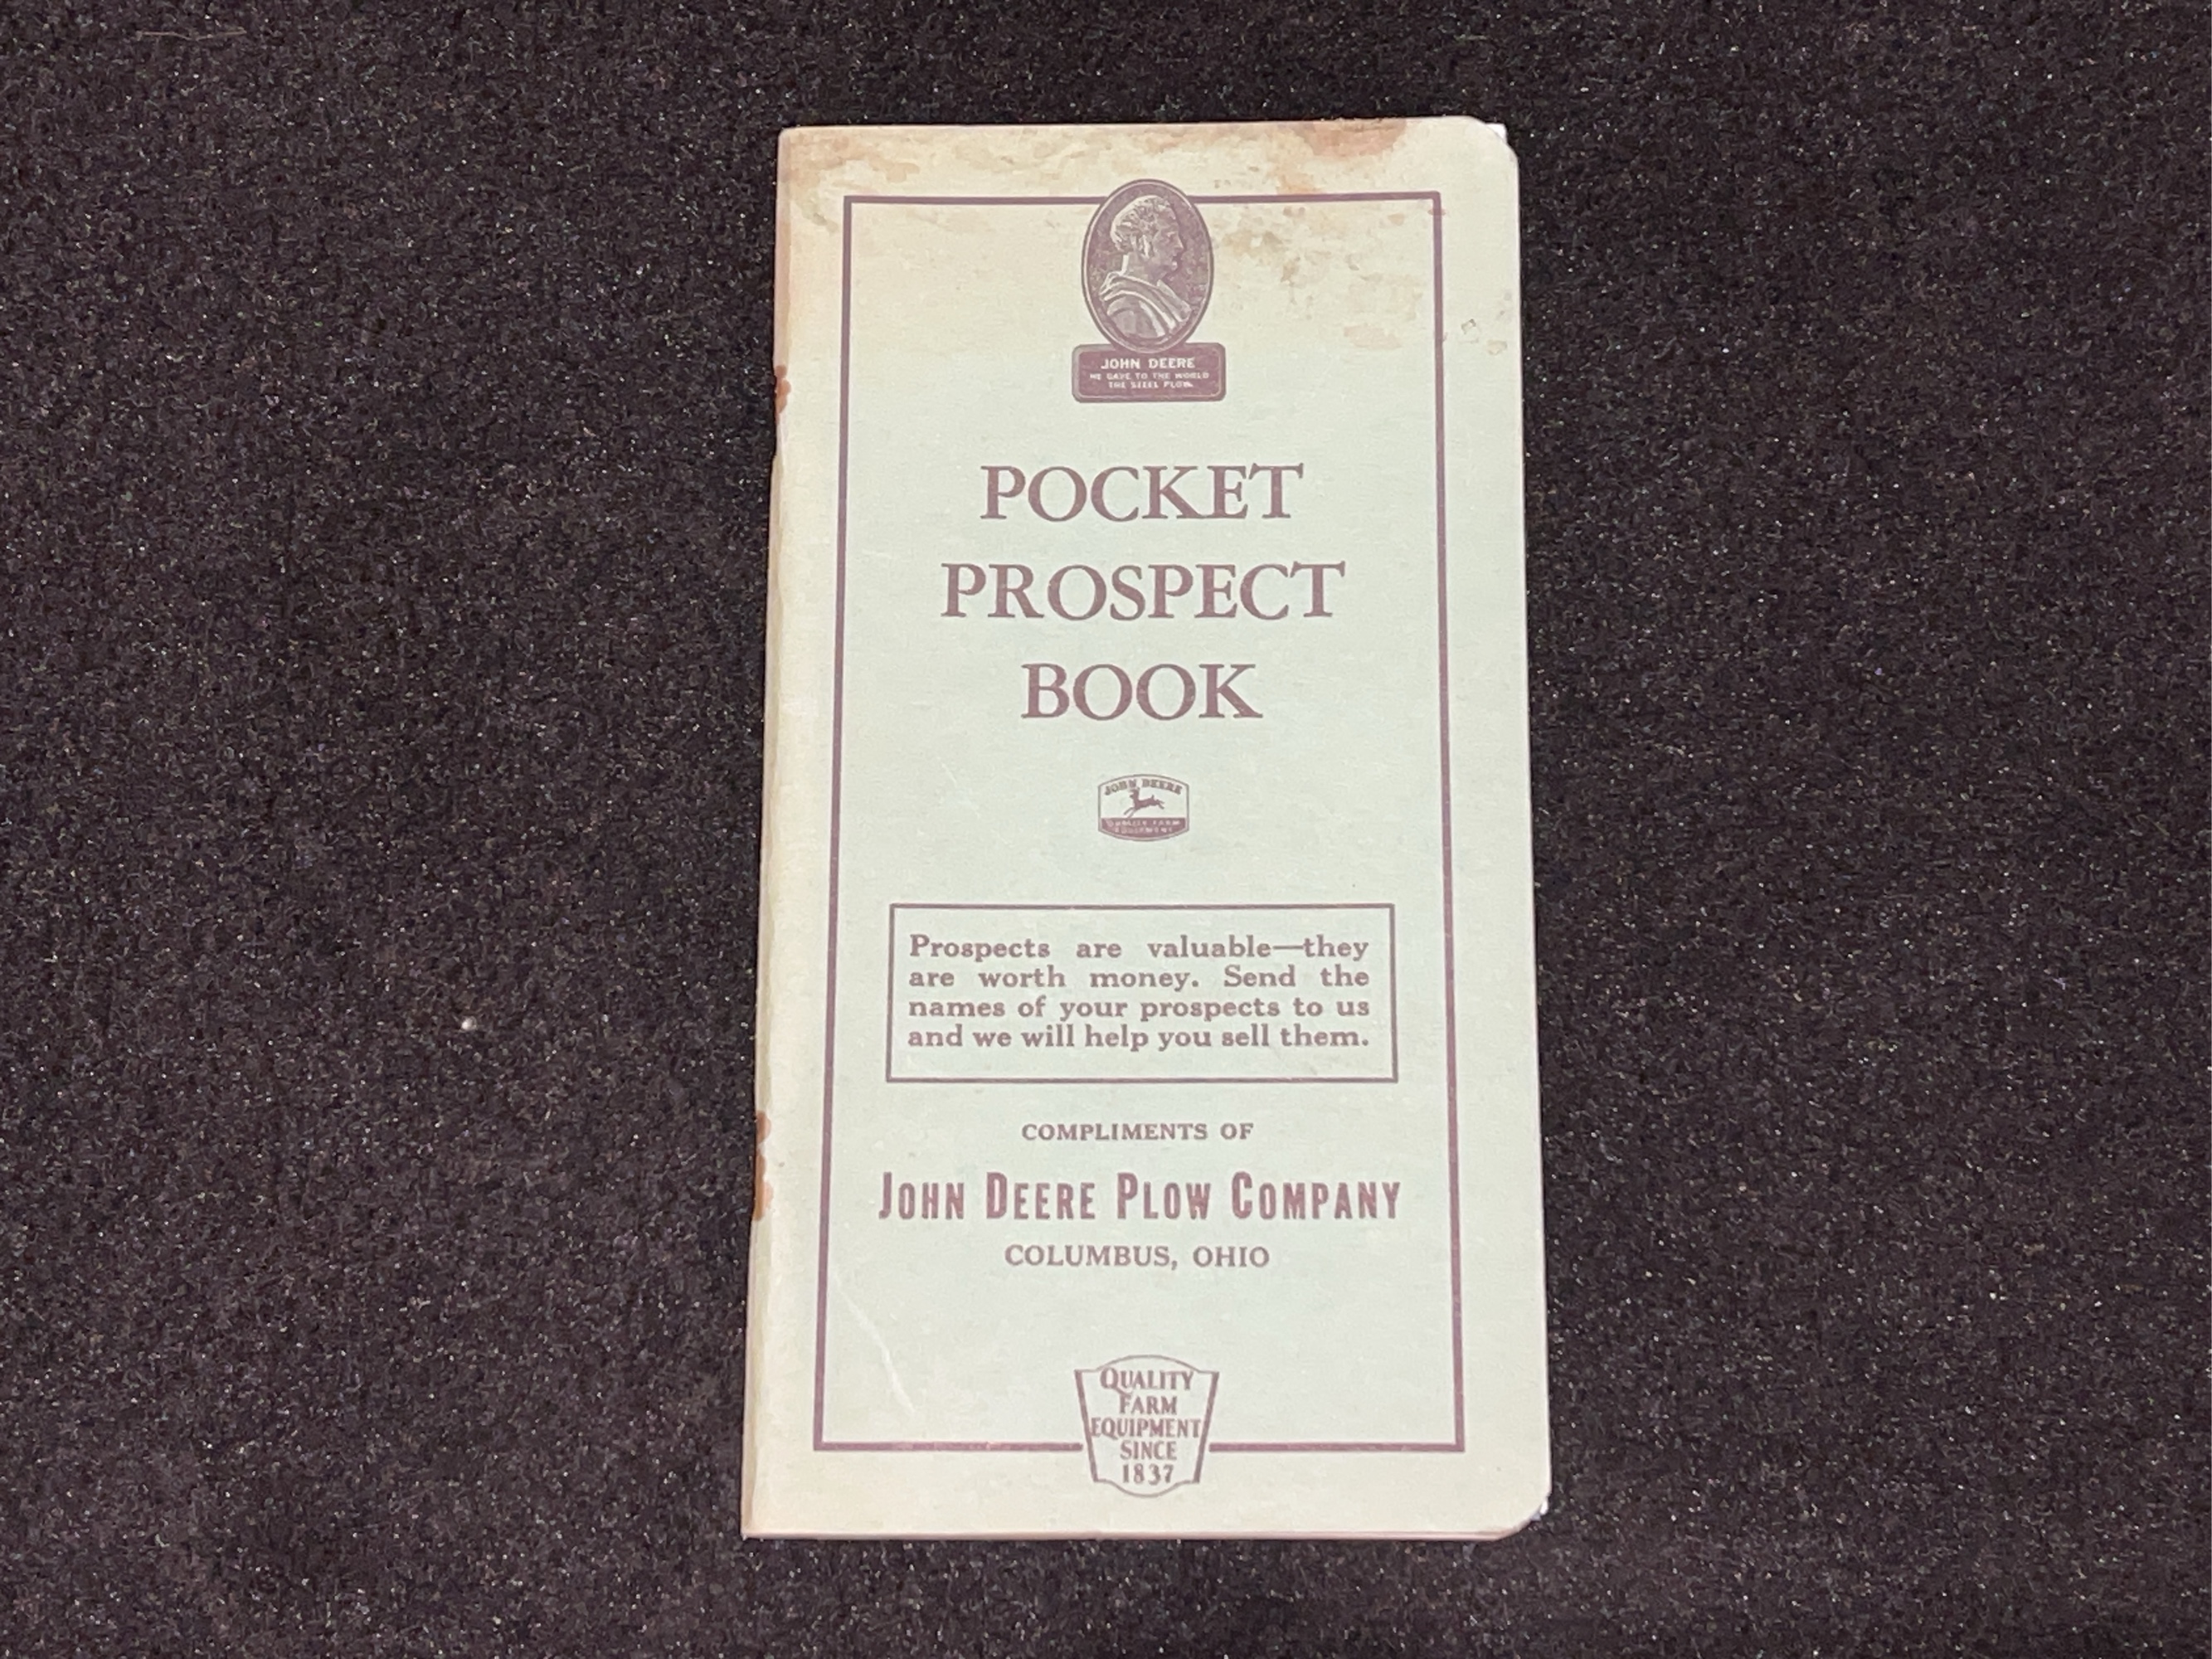 JOHN DEERE
HE GAVE TO THE WORLD
THE STEEL PLOW
POCKET
PROSPECT
BOOK
JOHN DEERE
QUALITY FARM
EQUIPMENT
Prospects are valuable—they
are worth money. Send the
names of your prospects to us
and we will help you sell them.
COMPLIMENTS OF
JOHN DEERE PLOW COMPANY
COLUMBUS, OHIO
QUALITY
FARM
EQUIPMENT
SINCE
1837